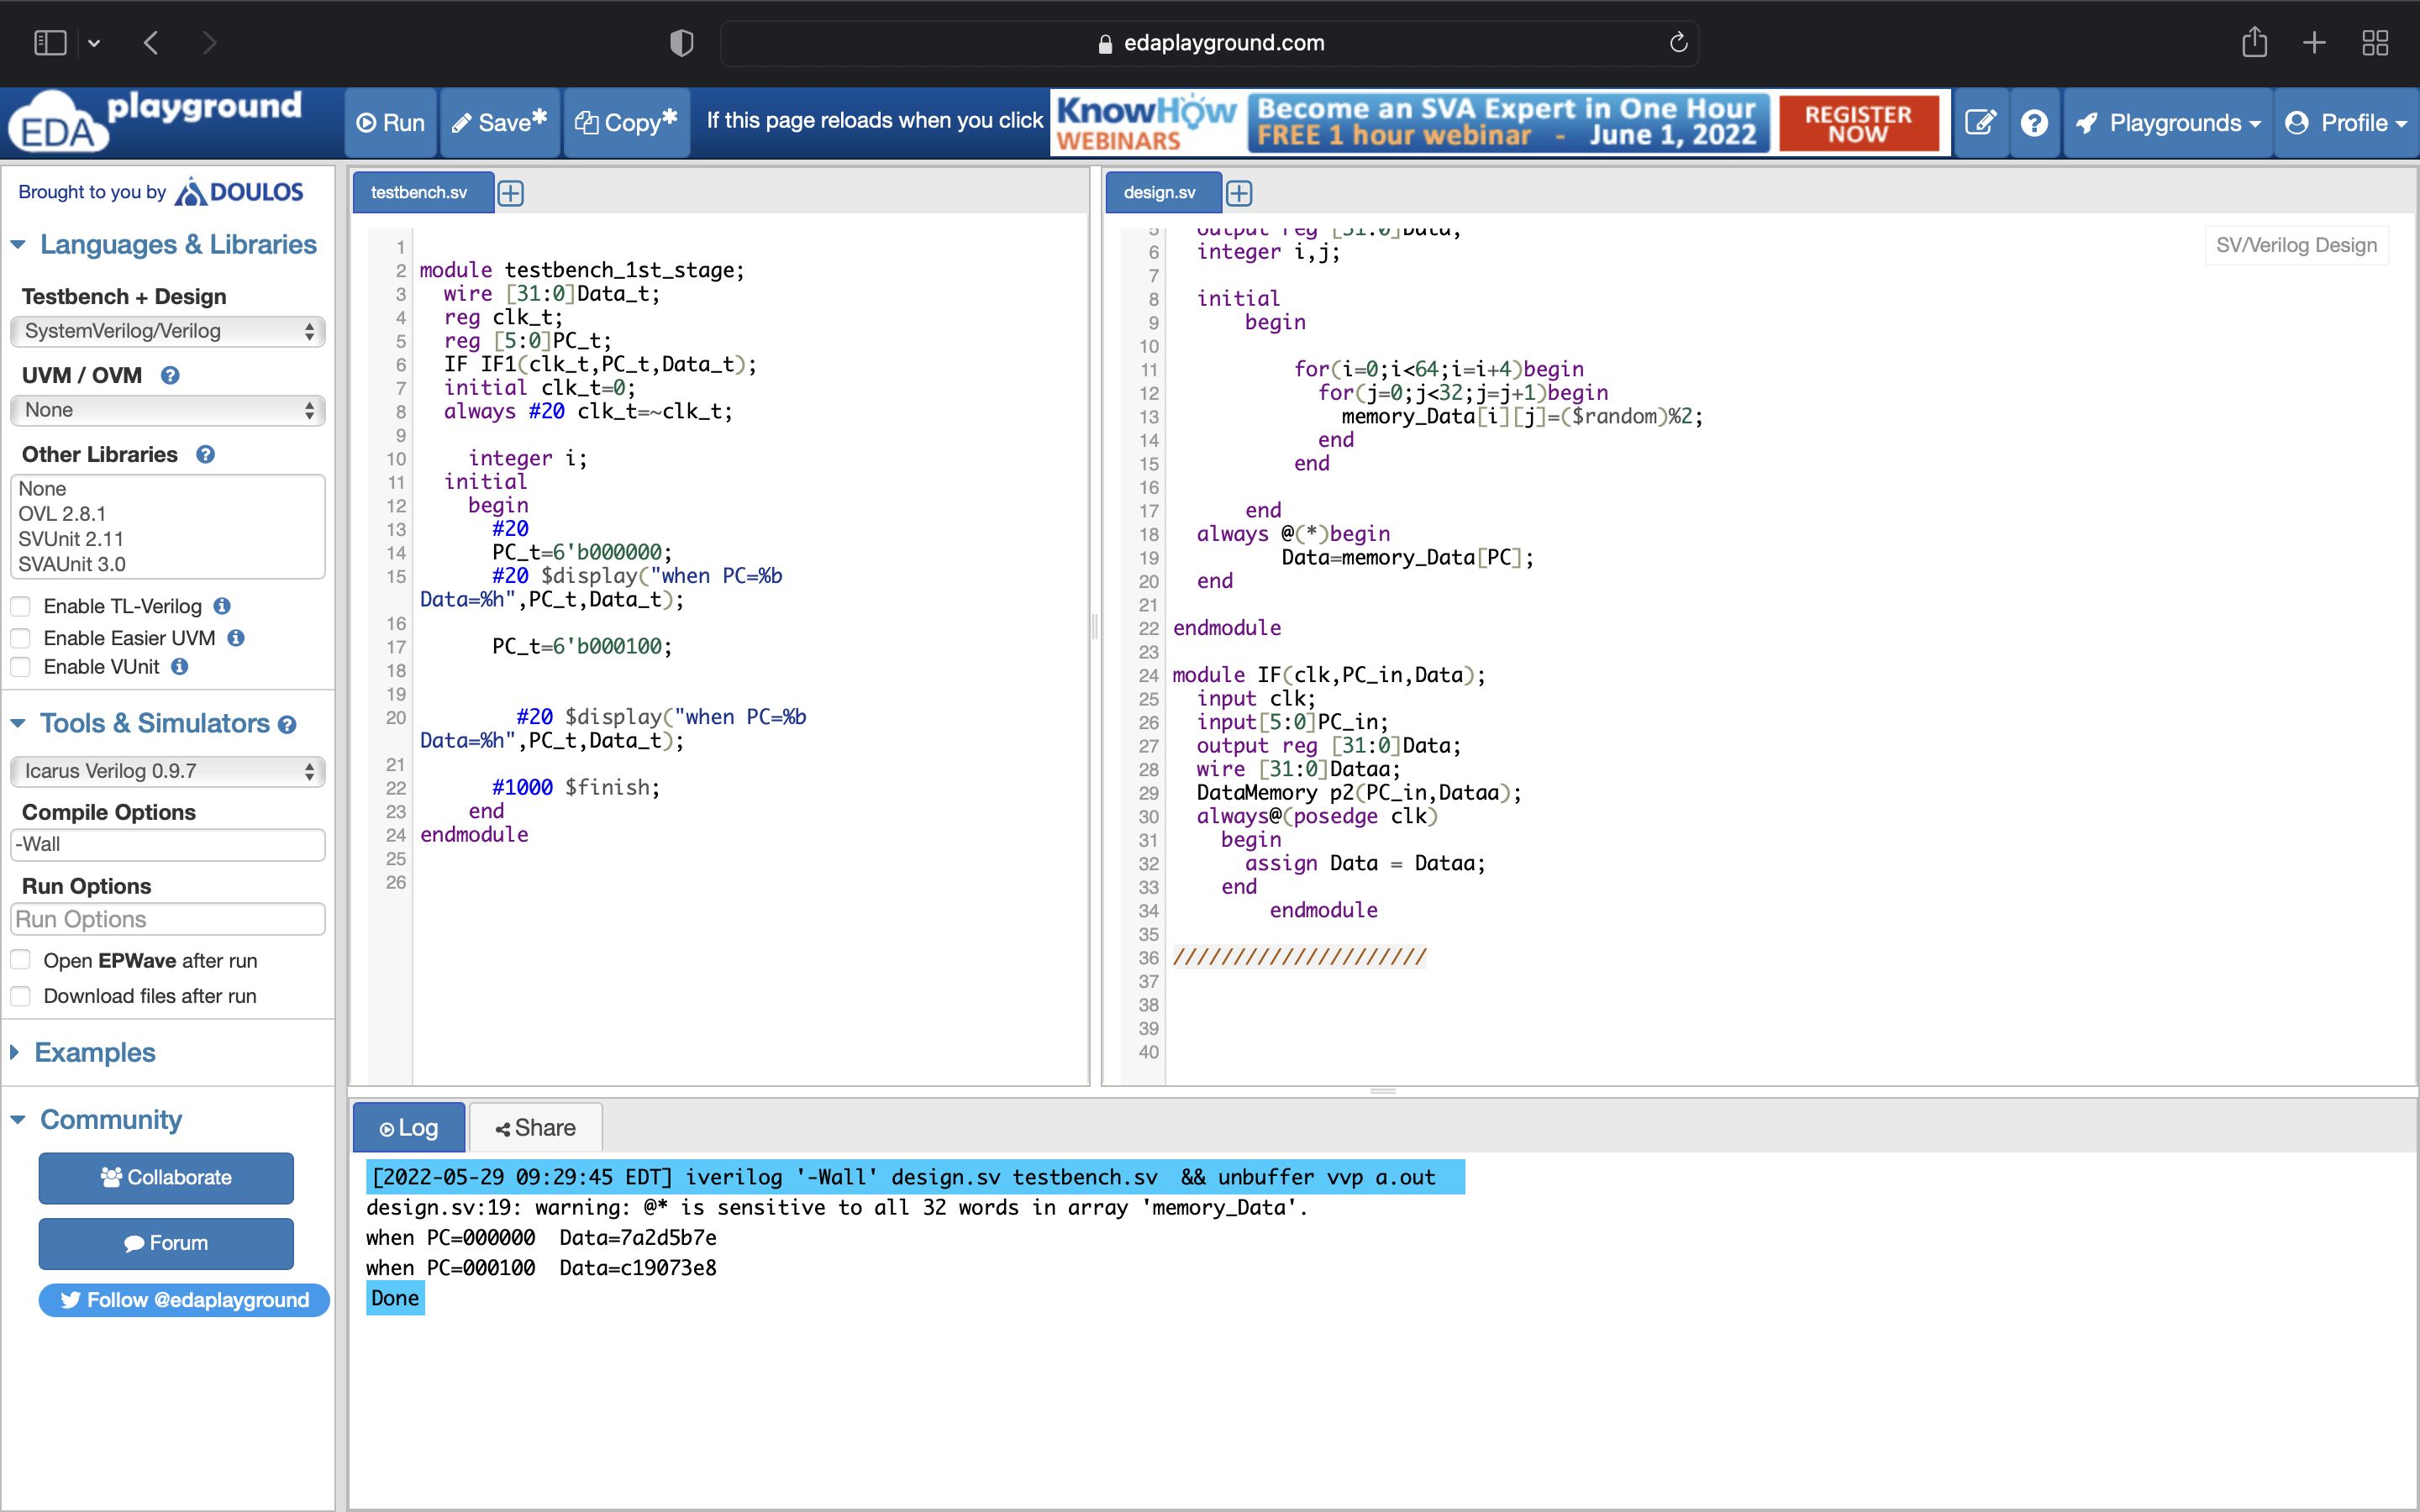 edaplayground.com
EDA playground
Run
Save*
Copy*
If this page reloads when you click
KnowHow WEBINARS
Become an SVA Expert in One Hour
FREE 1 hour webinar - June 1, 2022
REGISTER NOW
Playgrounds
Profile
Brought to you by DOULOS
Languages & Libraries
Testbench + Design
SystemVerilog/Verilog
UVM / OVM
None
Other Libraries
None
OVL 2.8.1
SVUnit 2.11
SVAUnit 3.0
Enable TL-Verilog
Enable Easier UVM
Enable VUnit
Tools & Simulators
Icarus Verilog 0.9.7
Compile Options
-Wall
Run Options
Run Options
Open EPWave after run
Download files after run
Examples
Community
Collaborate
Forum
Follow @edaplayground
testbench.sv
1
2 module testbench_1st_stage;
3 wire [31:0]Data_t;
4 reg clk_t;
5 reg [5:0]PC_t;
6 IF IF1(clk_t,PC_t,Data_t);
7 initial clk_t=0;
8 always #20 clk_t=~clk_t;
9
10 integer i;
11 initial
12 begin
13 #20
14 PC_t=6'b000000;
15 #20 $display("when PC=%b
Data=%h",PC_t,Data_t);
16
17 PC_t=6'b000100;
18
19
20 #20 $display("when PC=%b
Data=%h",PC_t,Data_t);
21
22 #1000 $finish;
23 end
24 endmodule
25
26
design.sv
SV/Verilog Design
5 output reg [31:0]Data;
6 integer i,j;
7
8 initial
9 begin
10
11 for(i=0;i<64;i=i+4)begin
12 for(j=0;j<32;j=j+1)begin
13 memory_Data[i][j]=($random)%2;
14 end
15 end
16
17 end
18 always @(*)begin
19 Data=memory_Data[PC];
20 end
21
22 endmodule
23
24 module IF(clk,PC_in,Data);
25 input clk;
26 input[5:0]PC_in;
27 output reg [31:0]Data;
28 wire [31:0]Dataa;
29 DataMemory p2(PC_in,Dataa);
30 always@(posedge clk)
31 begin
32 assign Data = Dataa;
33 end
34 endmodule
35
36 /////////////////////
37
38
39
40
Log
Share
[2022-05-29 09:29:45 EDT] iverilog '-Wall' design.sv testbench.sv && unbuffer vvp a.out
design.sv:19: warning: @* is sensitive to all 32 words in array 'memory_Data'.
when PC=000000 Data=7a2d5b7e
when PC=000100 Data=c19073e8
Done